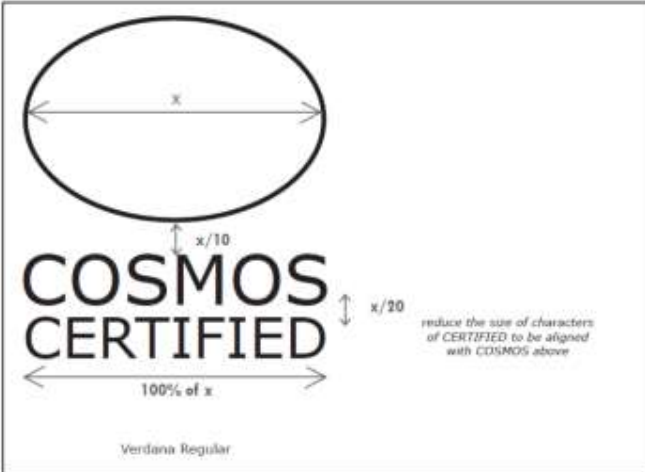 x
x/10
COSMOS
CERTIFIED
x/20
reduce the size of characters
of CERTIFIED to be aligned
with COSMOS above
100% of x
Verdana Regular